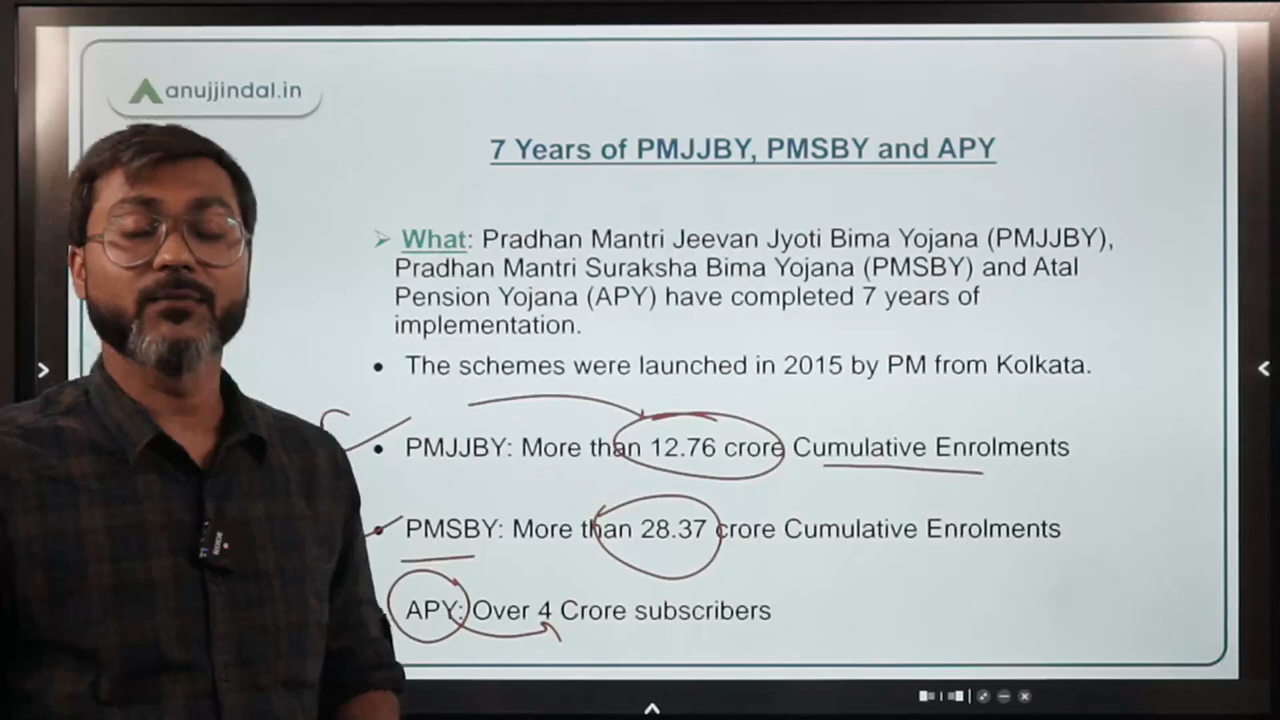 anujjindal.in
7 Years of PMJJBY, PMSBY and APY
➢ What: Pradhan Mantri Jeevan Jyoti Bima Yojana (PMJJBY),
Pradhan Mantri Suraksha Bima Yojana (PMSBY) and Atal
Pension Yojana (APY) have completed 7 years of
implementation.
• The schemes were launched in 2015 by PM from Kolkata.
• PMJJBY: More than 12.76 crore Cumulative Enrolments
• PMSBY: More than 28.37 crore Cumulative Enrolments
APY: Over 4 Crore subscribers